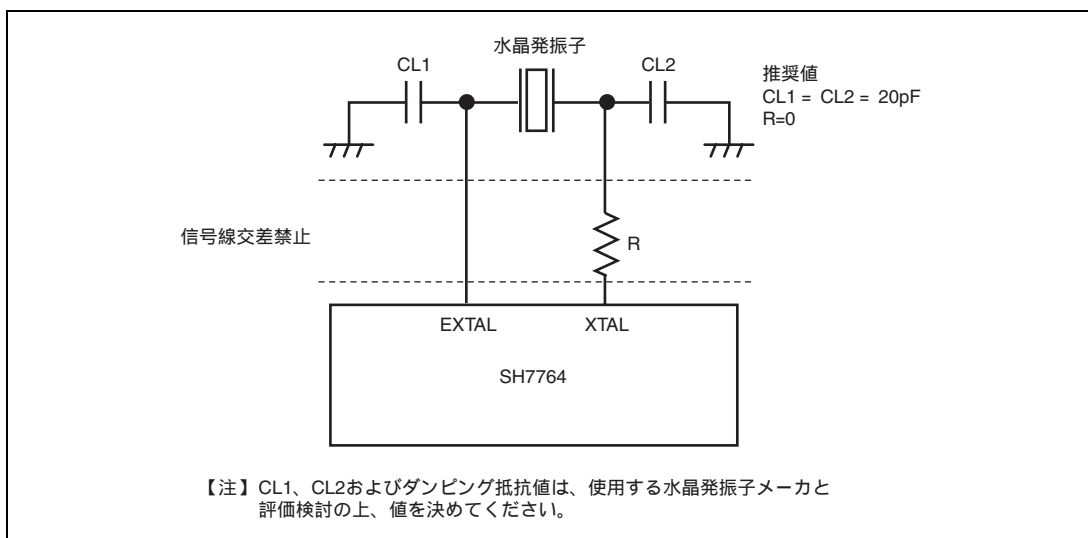 水晶発振子
CL1
CL2
推奨値
CL1 = CL2 = 20pF
R=0
信号線交差禁止
R
EXTAL
XTAL
SH7764
【注】CL1、CL2およびダンピング抵抗値は、使用する水晶発振子メーカと
評価検討の上、値を決めてください。